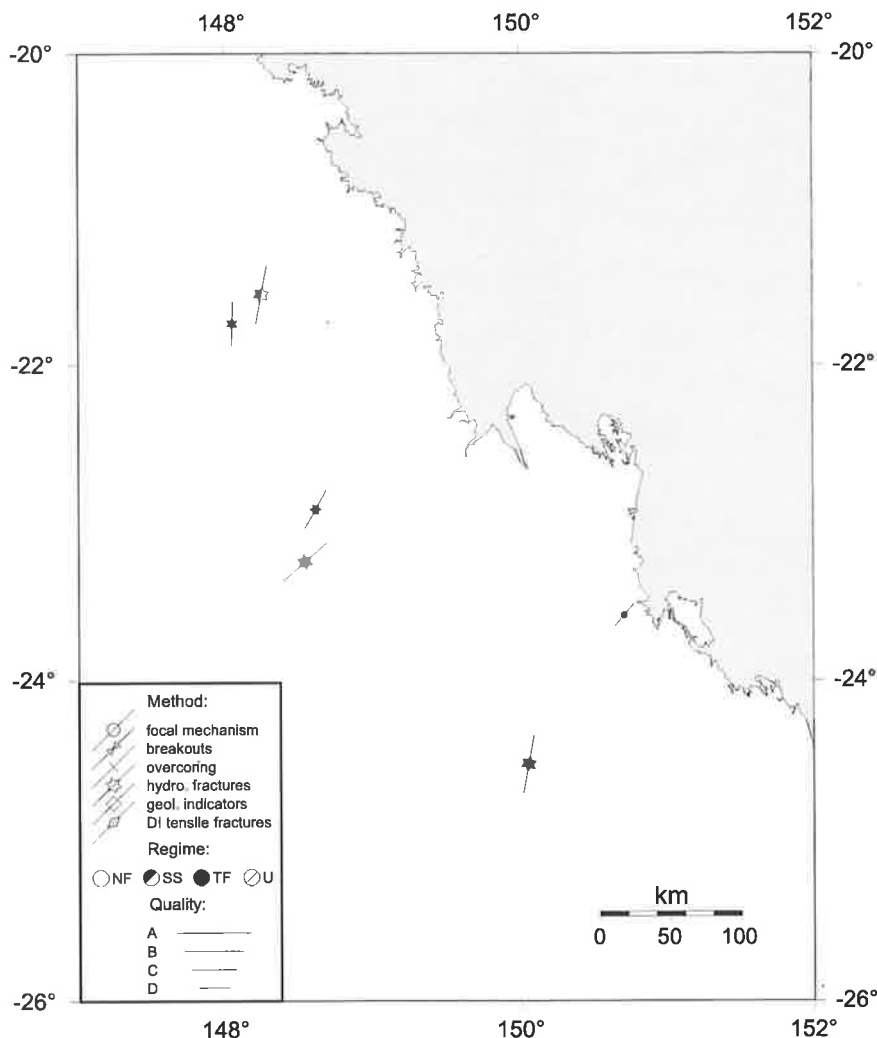 148° 150° 152°
-20° -20°
-22° -22°
-24° -24°
Method:
focal mechanism
breakouts
overcoring
hydro. fractures
geol. indicators
DI tensile fractures
Regime:
NF SS TF U
Quality:
A
B
C
D
km
0 50 100
-26° -26°
148° 150° 152°